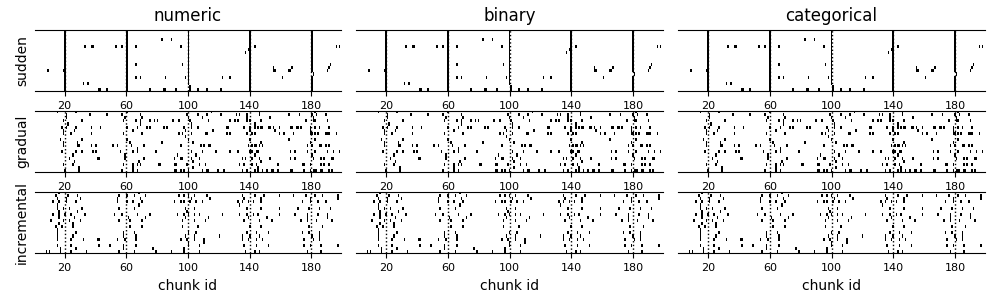 numeric binary categorical
sudden
20 60 100 140 180 20 60 100 140 180 20 60 100 140 180
gradual
20 60 100 140 180 20 60 100 140 180 20 60 100 140 180
incremental
20 60 100 140 180 20 60 100 140 180 20 60 100 140 180
chunk id chunk id chunk id